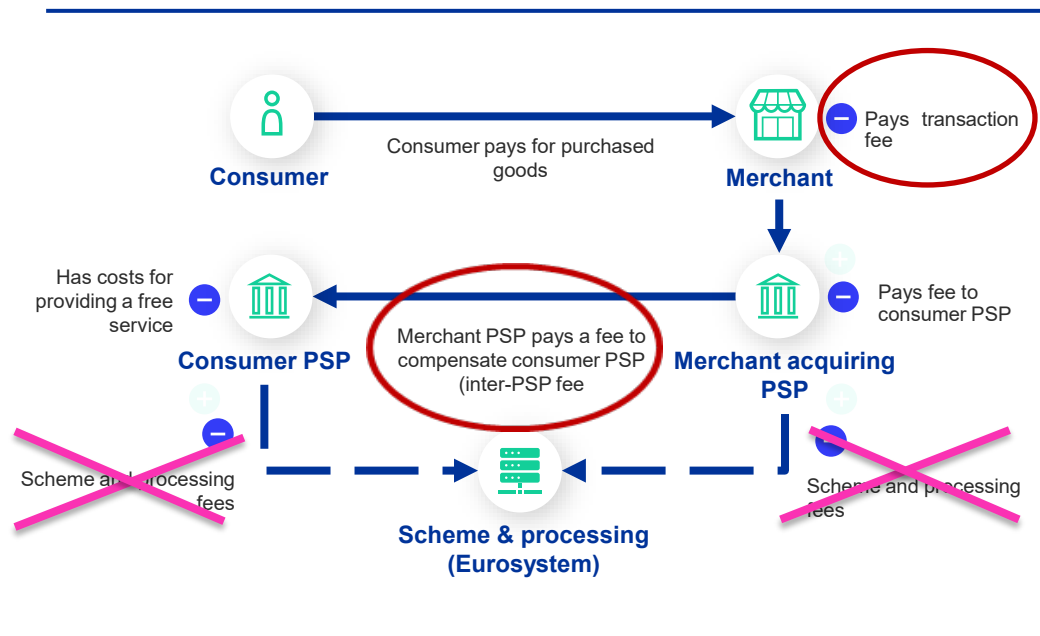 Consumer pays for purchased
goods
Pays transaction
fee
Consumer
Merchant
Has costs for
providing a free
service
Merchant PSP pays a fee to
compensate consumer PSP
(inter-PSP fee
Pays fee to
consumer PSP
Consumer PSP
Merchant acquiring
PSP
Scheme and processing
fees
Scheme and processing
fees
Scheme & processing
(Eurosystem)